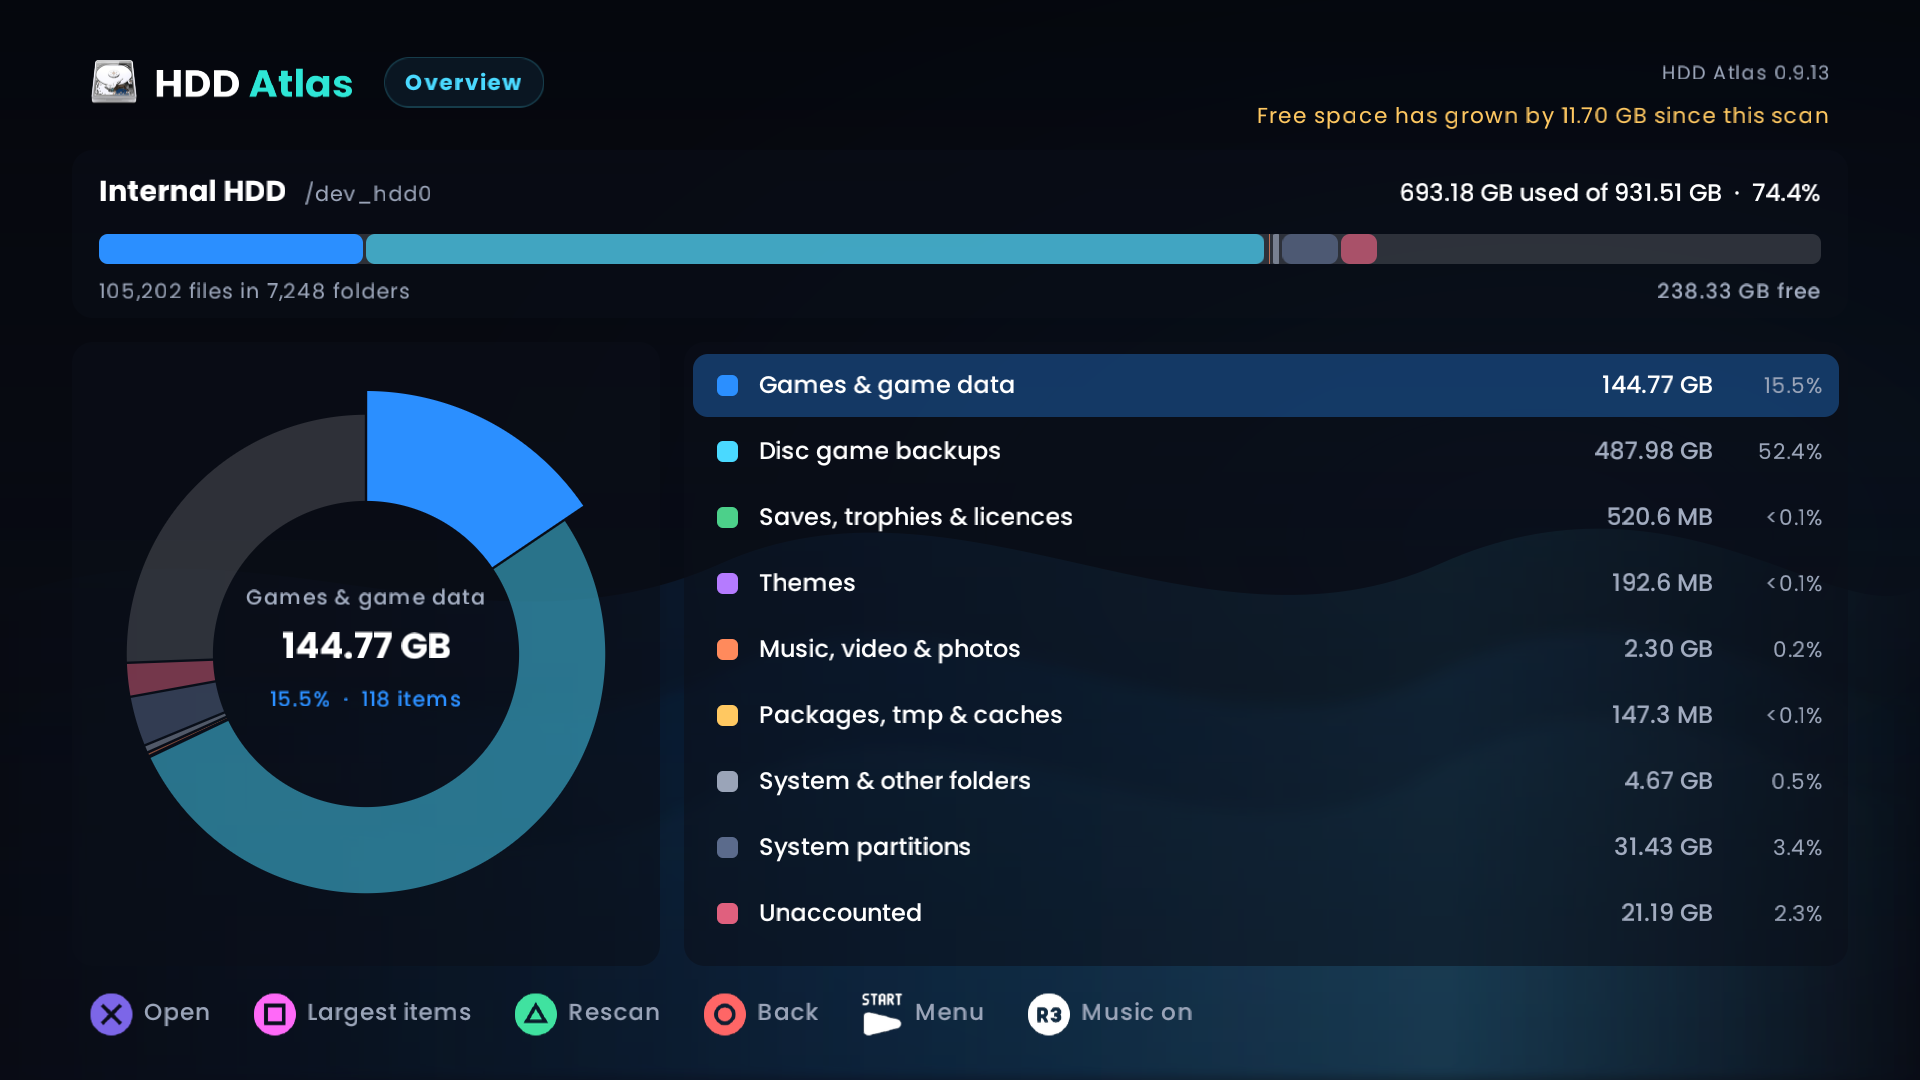 HDD Atlas
Overview
HDD Atlas 0.9.13
Free space has grown by 11.70 GB since this scan
Internal HDD /dev_hdd0
693.18 GB used of 931.51 GB · 74.4%
105,202 files in 7,248 folders
238.33 GB free
Games & game data
144.77 GB
15.5% · 118 items
Games & game data 144.77 GB 15.5%
Disc game backups 487.98 GB 52.4%
Saves, trophies & licences 520.6 MB <0.1%
Themes 192.6 MB <0.1%
Music, video & photos 2.30 GB 0.2%
Packages, tmp & caches 147.3 MB <0.1%
System & other folders 4.67 GB 0.5%
System partitions 31.43 GB 3.4%
Unaccounted 21.19 GB 2.3%
Open Largest items Rescan Back START Menu R3 Music on